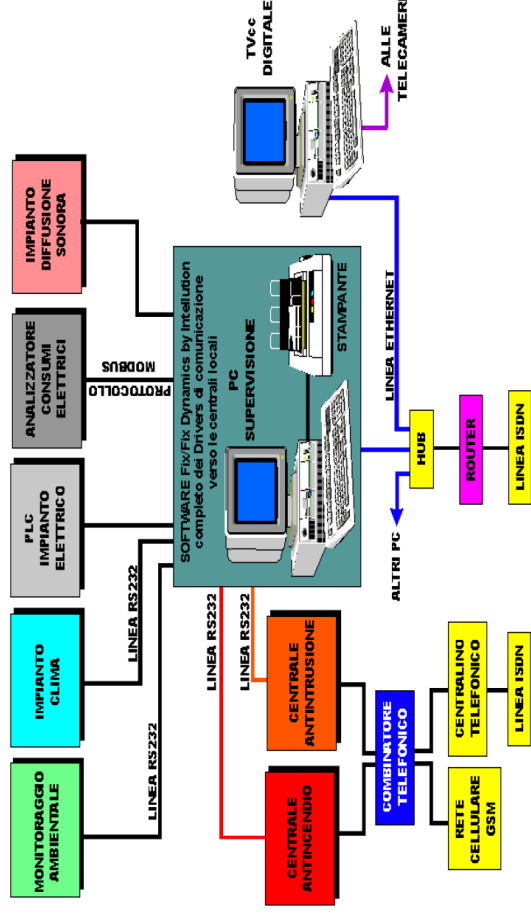 MONITORAGGIO
AMBIENTALE
IMPIANTO
CLIMA
PLC
IMPIANTO
ELETTRICO
ANALIZZATORE
CONSUMI
ELETTRICI
IMPIANTO
DIFFUSIONE
SONORA
LINEA RS232
LINEA RS232
PROTOCOLLO
MODBUS
SOFTWARE Fix/Fix Dynamics by Intellution
completo dei Drivers di comunicazione
verso le centrali locali
PC
SUPERVISIONE
STAMPANTE
TVcc
DIGITALE
LINEA RS232
LINEA RS232
CENTRALE
ANTINCENDIO
CENTRALE
ANTINTRUSIONE
COMBINATORE
TELEFONICO
RETE
CELLULARE
GSM
CENTRALINO
TELEFONICO
LINEA ISDN
ALTRI PC
LINEA ETHERNET
HUB
ROUTER
LINEA ISDN
ALLE
TELECAMERE